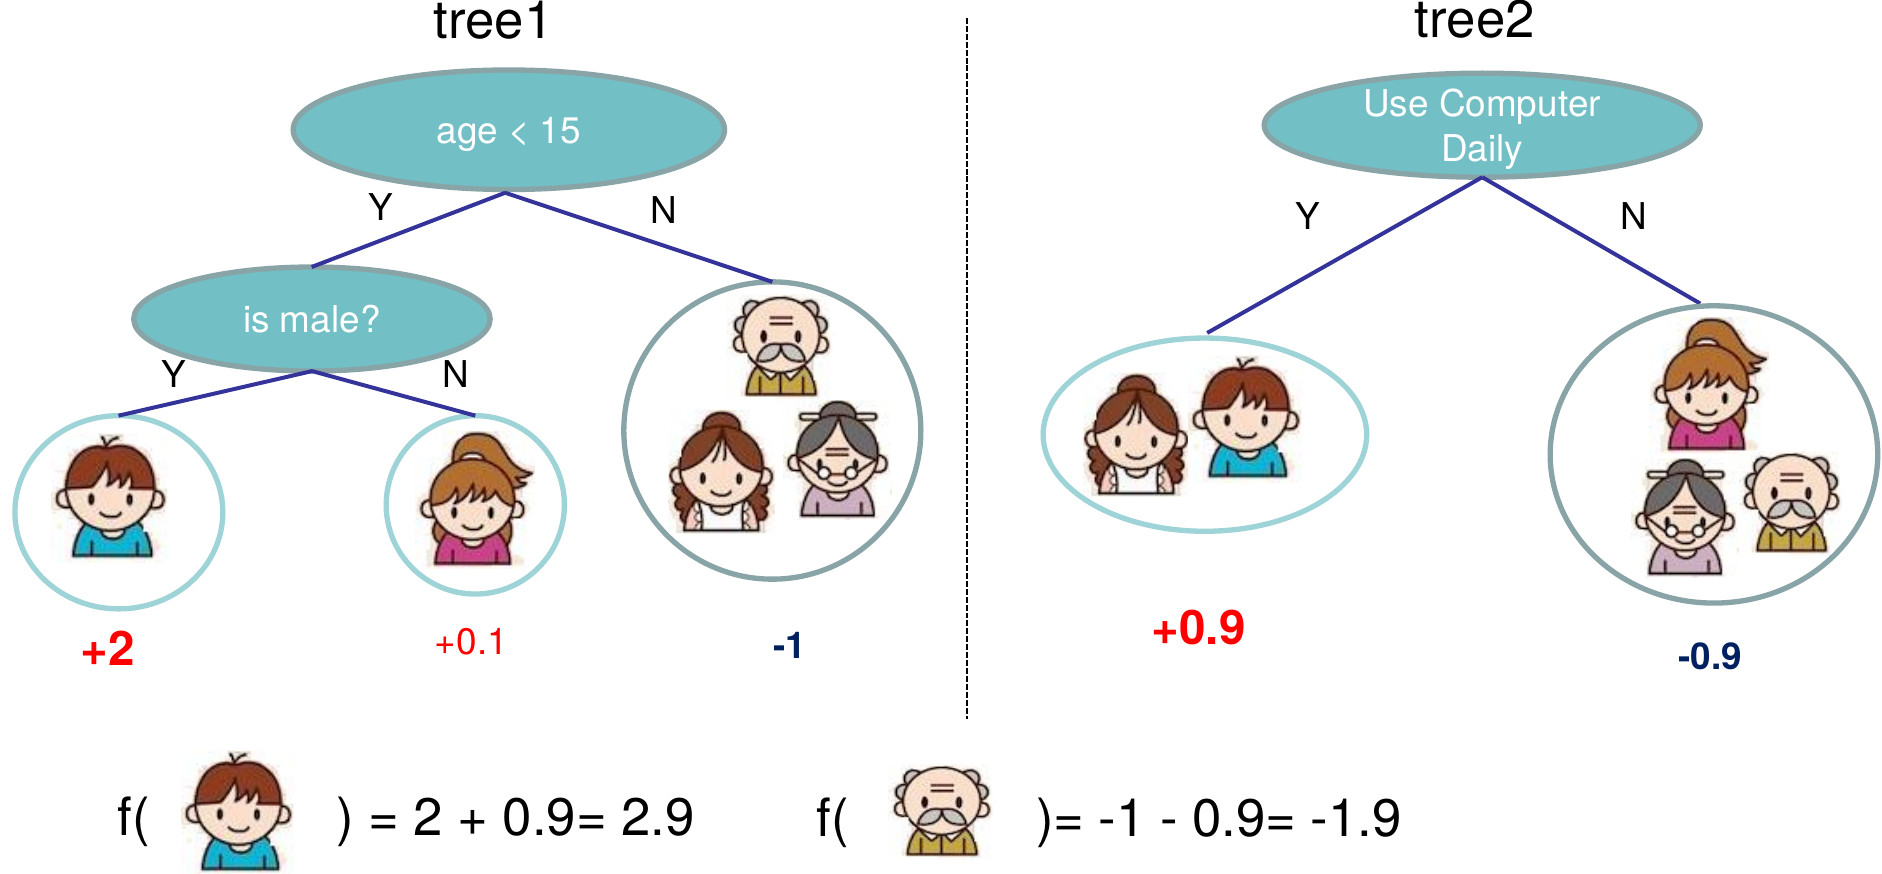 tree1
tree2
age < 15
Use Computer
Daily
Y
N
Y
N
is male?
Y
N
+2
+0.1
-1
+0.9
-0.9
f( ) = 2 + 0.9= 2.9
f( )= -1 - 0.9= -1.9